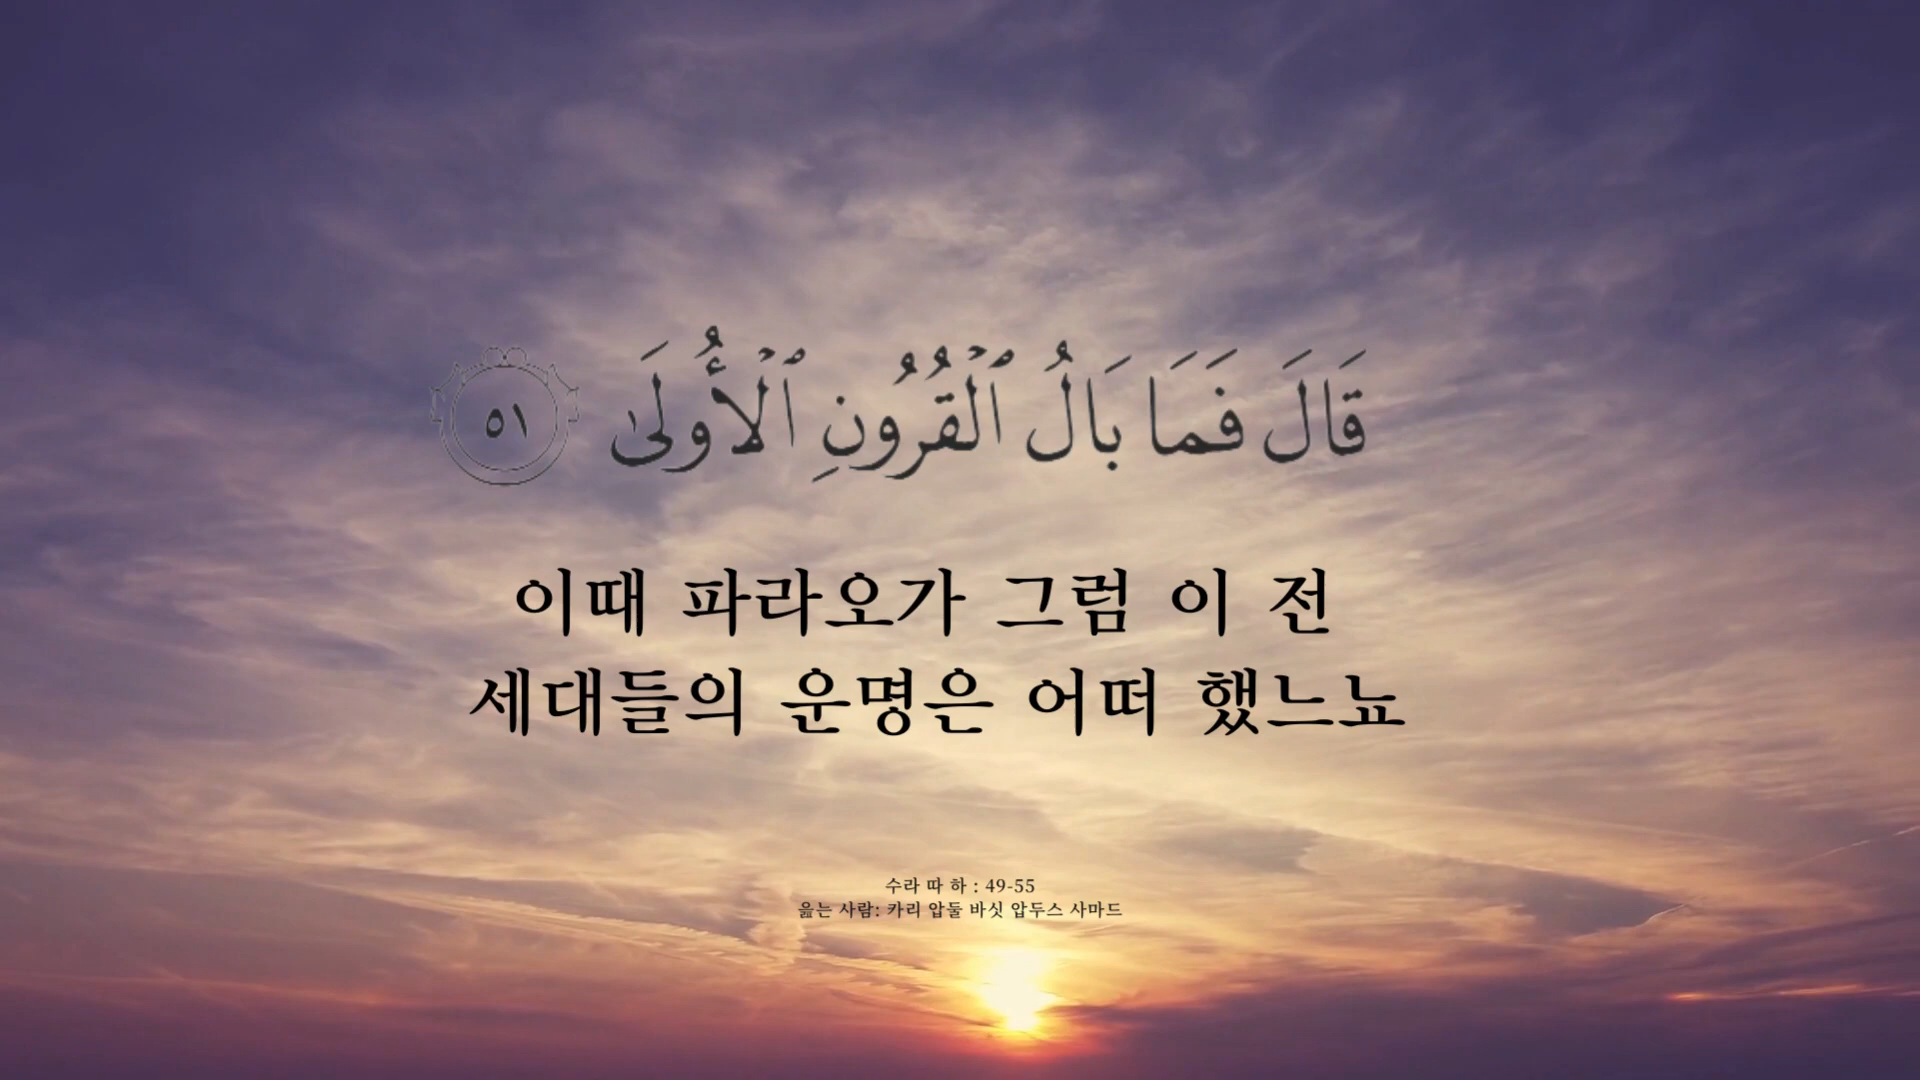 قَالَ فَمَا بَالُ ٱلْقُرُونِ ٱلْأُولَىٰ ٥١
이때 파라오가 그럼 이 전
세대들의 운명은 어떠 했느뇨
수라 따 하 : 49-55
읊는 사람: 카리 압둘 바싯 압두스 사마드